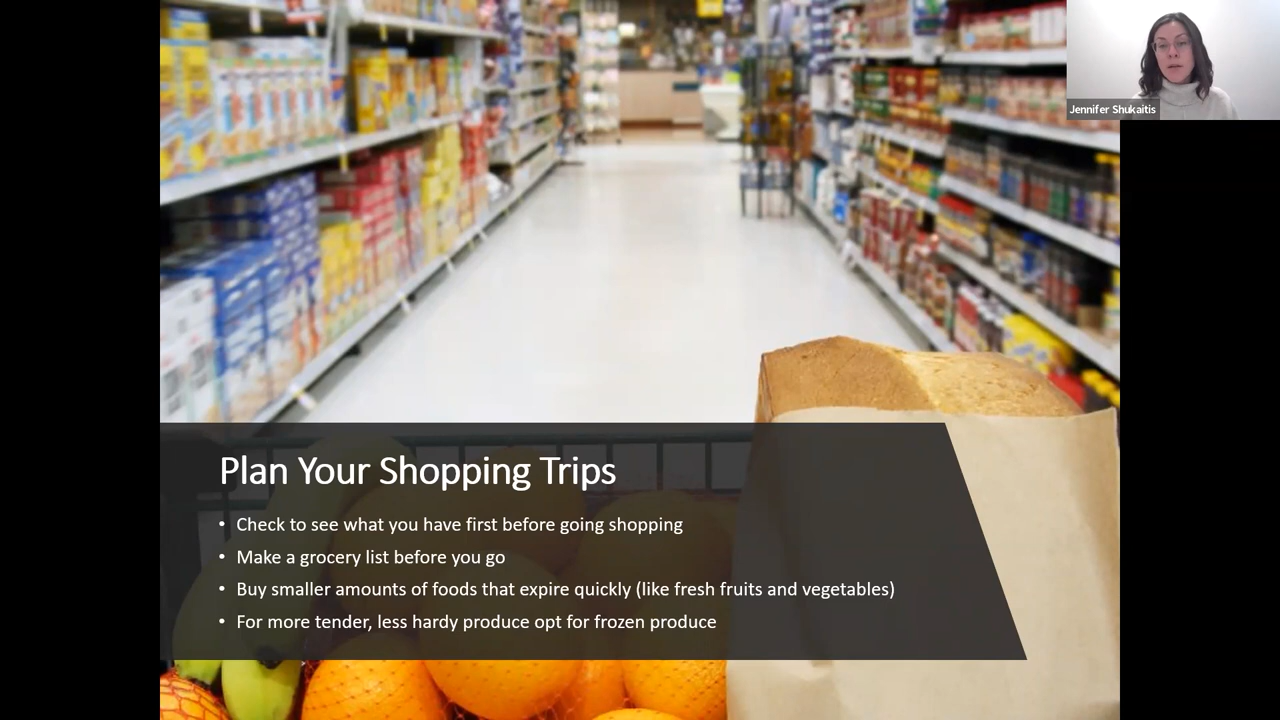 Jennifer Shukaitis
Plan Your Shopping Trips
• Check to see what you have first before going shopping
• Make a grocery list before you go
• Buy smaller amounts of foods that expire quickly (like fresh fruits and vegetables)
• For more tender, less hardy produce opt for frozen produce